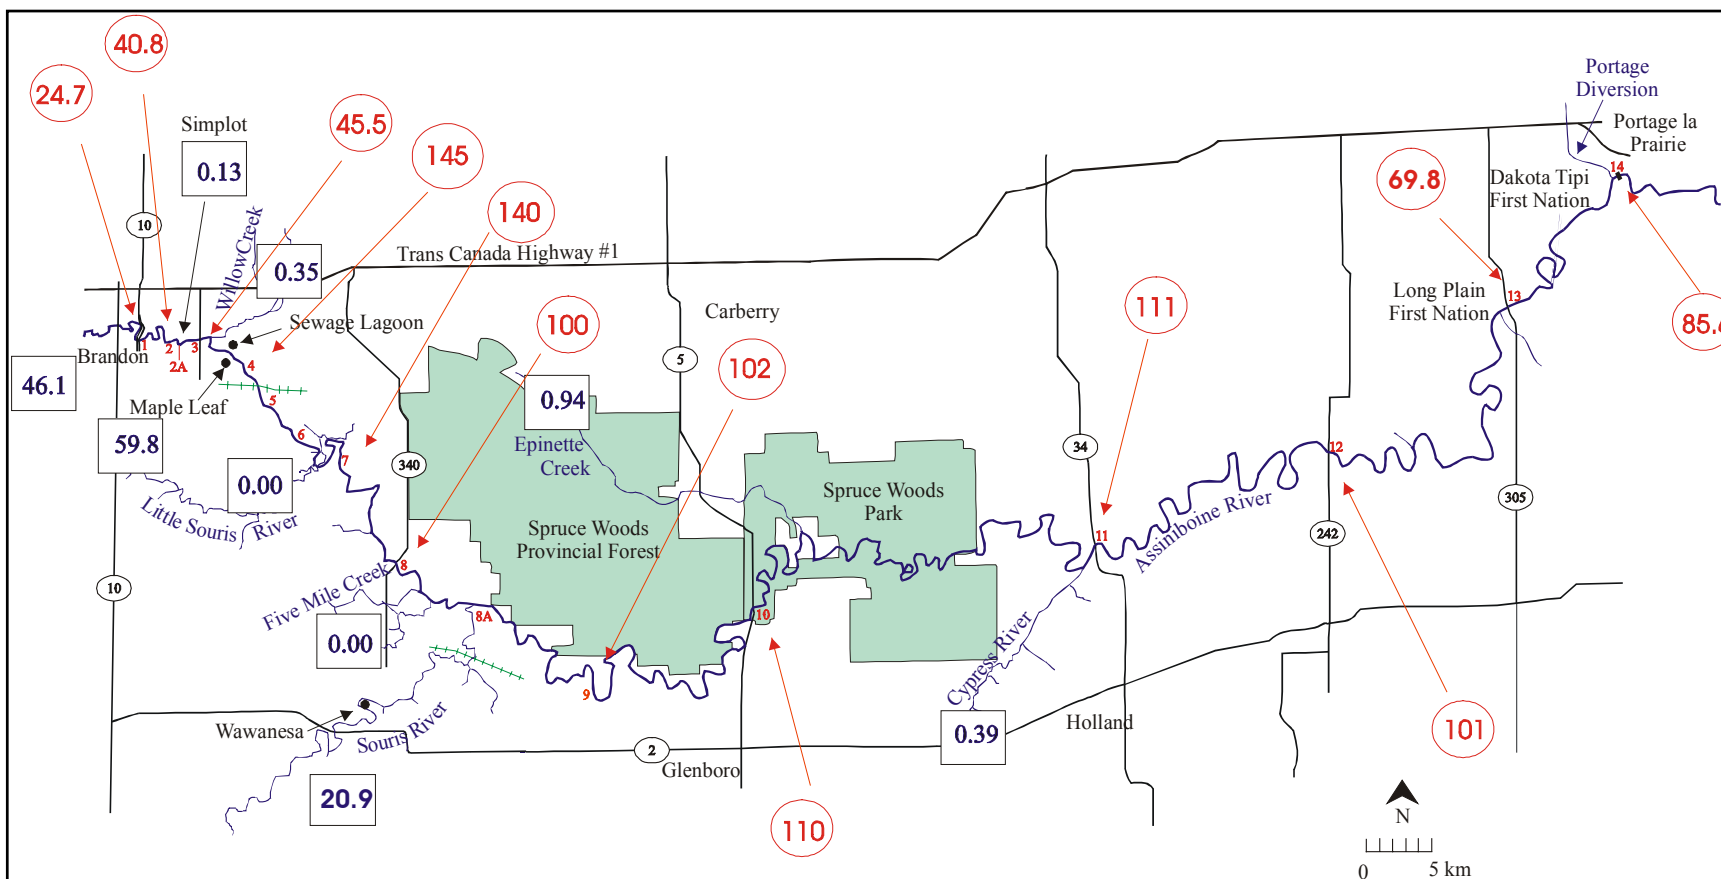 40.8
24.7
Simplot
45.5
145
0.13
140
10
WillowCreek
0.35
Trans Canada Highway #1
Portage
Diversion
Portage la
Prairie
69.8
14
Dakota Tipi
First Nation
Long Plain
First Nation
13
111
Carberry
100
5
102
Sewage Lagoon
Brandon
1
2
3
2A
4
46.1
Maple Leaf
5
59.8
6
7
0.00
Little Souris River
340
0.94
Epinette
Creek
Spruce Woods
Park
Spruce Woods
Provincial Forest
34
12
305
242
Assiniboine River
11
10
Five Mile Creek
8
8A
0.00
9
10
Cypress River
Wawanesa
Souris River
2
Glenboro
0.39
Holland
101
20.9
110
N
0
5 km